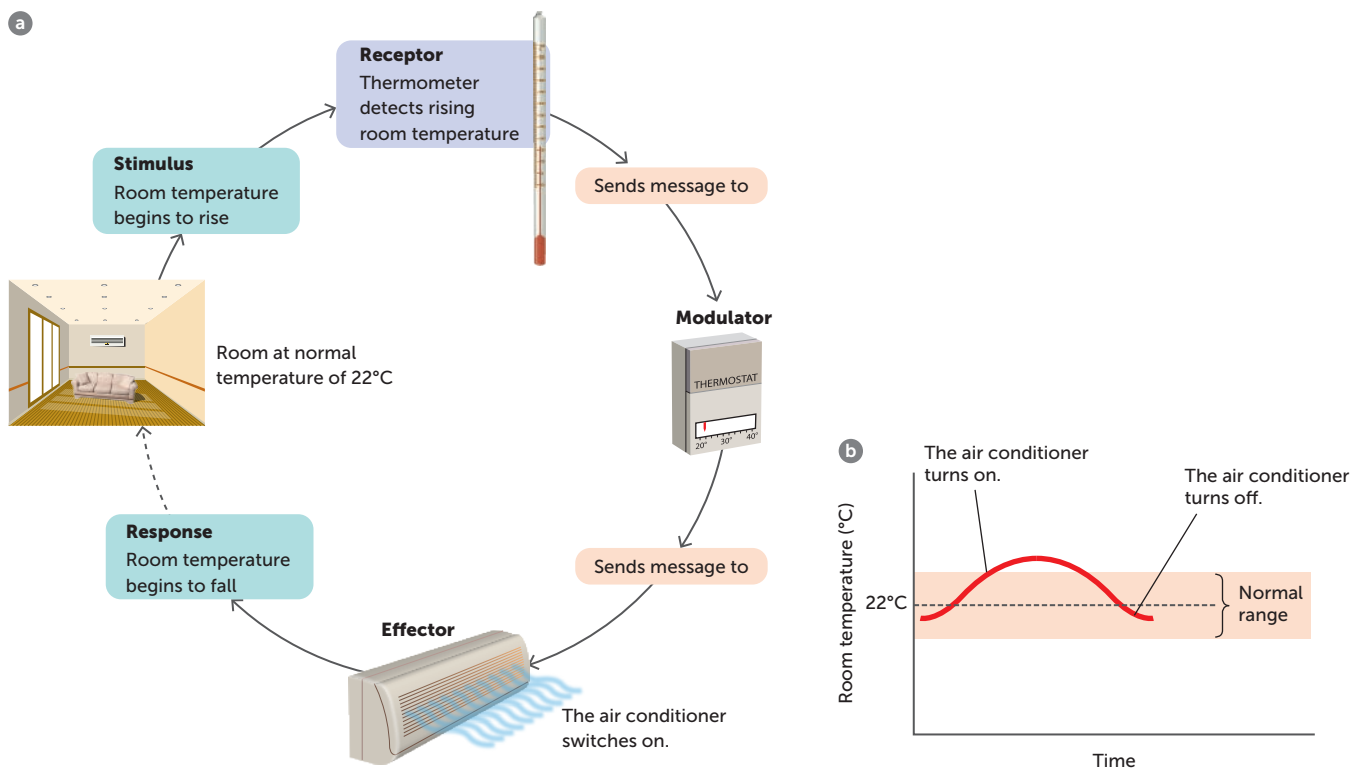 a
Receptor
Thermometer
detects rising
room temperature
Sends message to
Stimulus
Room temperature
begins to rise
Room at normal
temperature of 22°C
Modulator
THERMOSTAT
20° 30° 40°
Sends message to
Response
Room temperature
begins to fall
Effector
The air conditioner
switches on.
b
The air conditioner
turns on.
The air conditioner
turns off.
Room temperature (°C)
22°C
Normal
range
Time